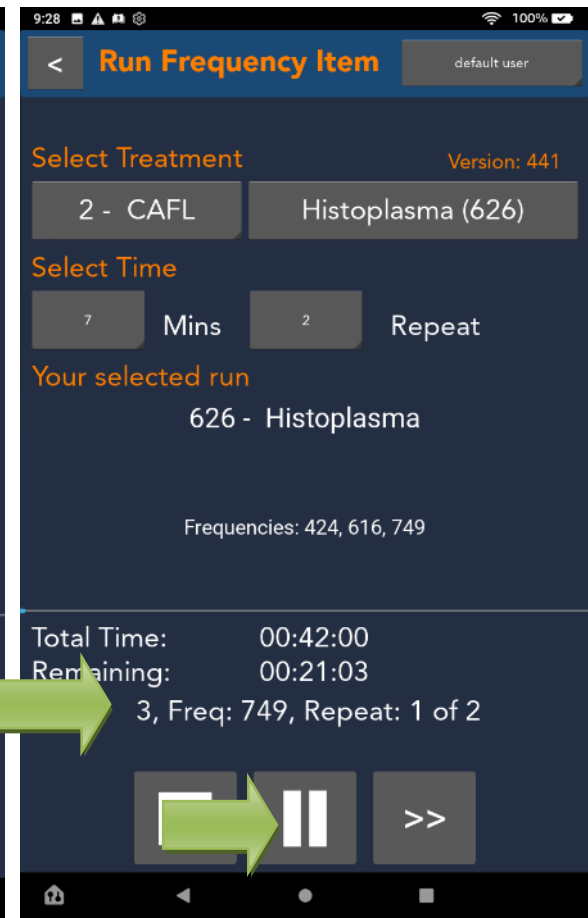 9:28 100%
< Run Frequency Item default user
Select Treatment Version: 441
2 - CAFL Histoplasma (626)
Select Time
7 Mins 2 Repeat
Your selected run
626 - Histoplasma
Frequencies: 424, 616, 749
Total Time: 00:42:00
Remaining: 00:21:03
3, Freq: 749, Repeat: 1 of 2
>>